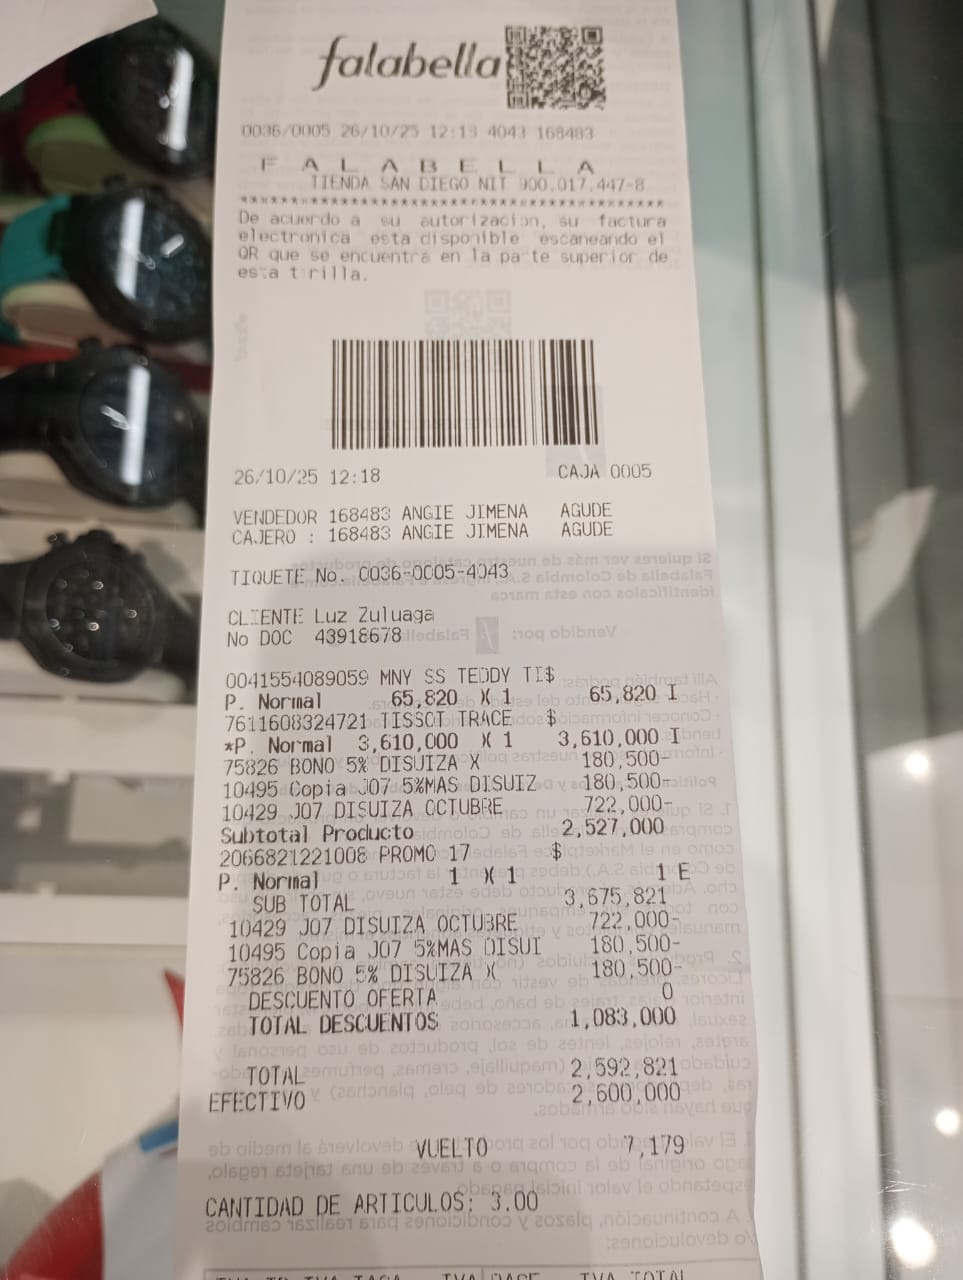 falabella
0036/0005 26/10/25 12:18 4043 168483
F A L A B E L L A
TIENDA SAN DIEGO NIT 900.017.447-8
******************************************
De acuerdo a su autorizacion, su factura
electronica esta disponible escaneando el
QR que se encuentra en la parte superior de
esta tirilla.
26/10/25 12:18 CAJA 0005
VENDEDOR 168483 ANGIE JIMENA AGUDE
CAJERO : 168483 ANGIE JIMENA AGUDE
TIQUETE No. 0036-0005-4043
CLIENTE Luz Zuluaga
No DOC 43918678
0041554089059 MNY SS TEDDY TI$
P. Normal 65,820 X 1 65,820 I
7611608324721 TISSOT TRACE $
*P. Normal 3,610,000 X 1 3,610,000 I
75826 BONO 5% DISUIZA X 180,500-
10495 Copia J07 5%MAS DISUIZ 180,500-
10429 J07 DISUIZA OCTUBRE 722,000-
Subtotal Producto 2,527,000
2066821221008 PROMO 17 $
P. Normal 1 X 1 1 E
SUB TOTAL 3,675,821
10429 J07 DISUIZA OCTUBRE 722,000-
10495 Copia J07 5%MAS DISUI 180,500-
75826 BONO 5% DISUIZA X 180,500-
DESCUENTO OFERTA 0
TOTAL DESCUENTOS 1,083,000
TOTAL 2,592,821
EFECTIVO 2,600,000
VUELTO 7,179
CANTIDAD DE ARTICULOS: 3.00